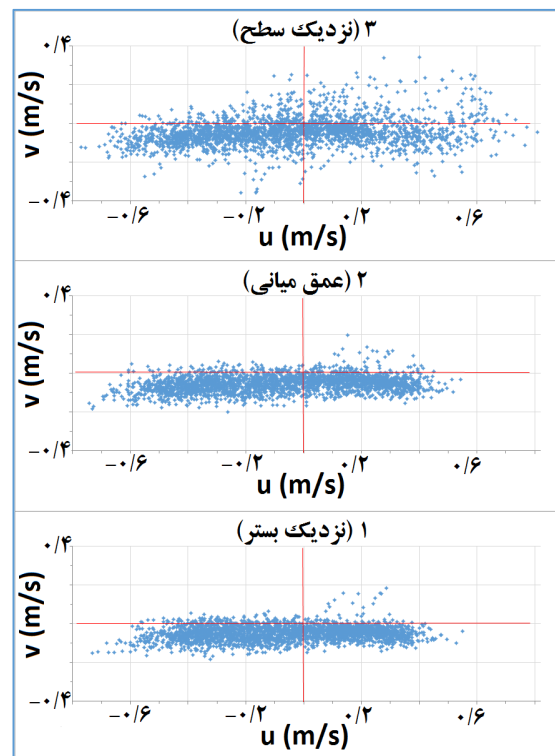 ۳ (نزدیک سطح)
۰/۴
v (m/s)
−۰/۴
−۰/۶ −۰/۲ ۰/۲ ۰/۶
u (m/s)
۲ (عمق میانی)
۰/۴
v (m/s)
−۰/۴
−۰/۶ −۰/۲ ۰/۲ ۰/۶
u (m/s)
۱ (نزدیک بستر)
۰/۴
v (m/s)
−۰/۴
−۰/۶ −۰/۲ ۰/۲ ۰/۶
u (m/s)